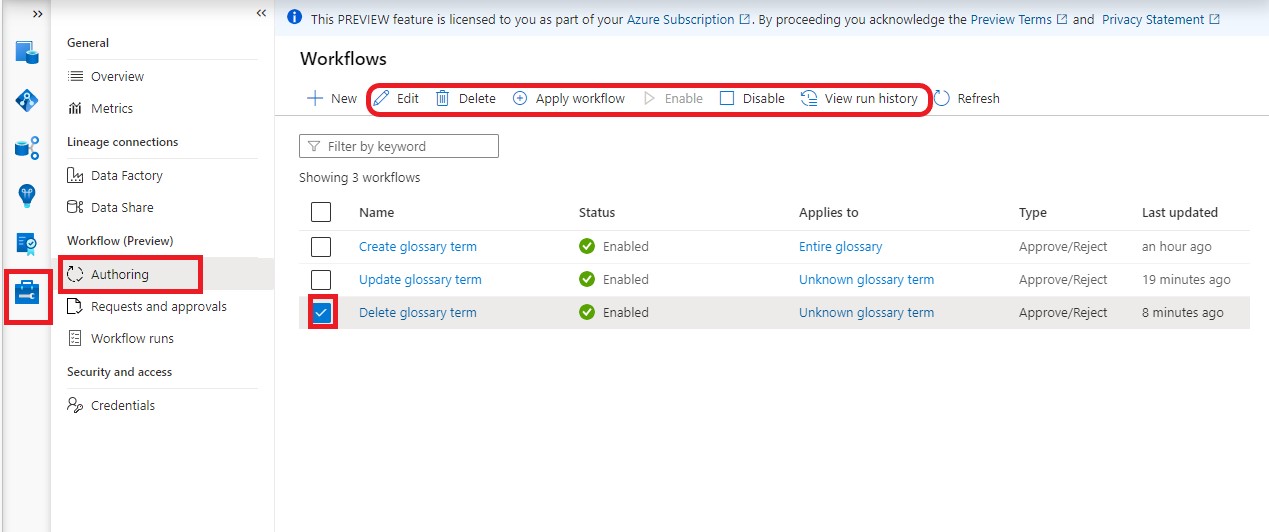 This PREVIEW feature is licensed to you as part of your Azure Subscription. By proceeding you acknowledge the Preview Terms and Privacy Statement
General
Overview
Metrics
Lineage connections
Data Factory
Data Share
Workflow (Preview)
Authoring
Requests and approvals
Workflow runs
Security and access
Credentials
Workflows
New Edit Delete Apply workflow Enable Disable View run history Refresh
Filter by keyword
Showing 3 workflows
Name Status Applies to Type Last updated
Create glossary term Enabled Entire glossary Approve/Reject an hour ago
Update glossary term Enabled Unknown glossary term Approve/Reject 19 minutes ago
Delete glossary term Enabled Unknown glossary term Approve/Reject 8 minutes ago